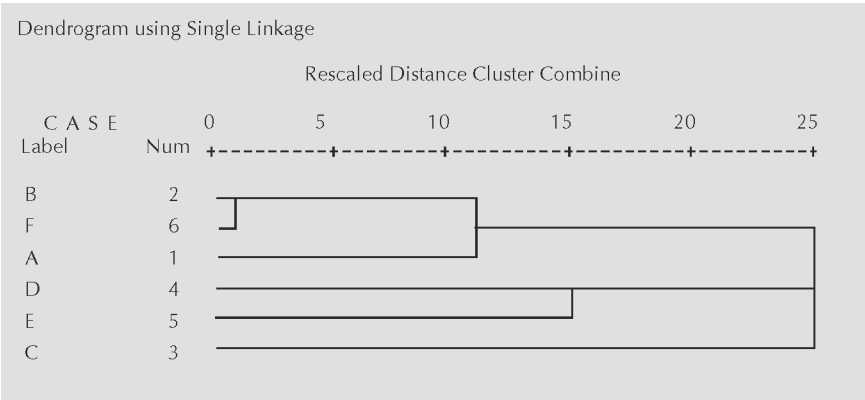 Dendrogram using Single Linkage
Rescaled Distance Cluster Combine
C A S E 0 5 10 15 20 25
Label Num +---------+---------+---------+---------+---------+
B 2
F 6
A 1
D 4
E 5
C 3